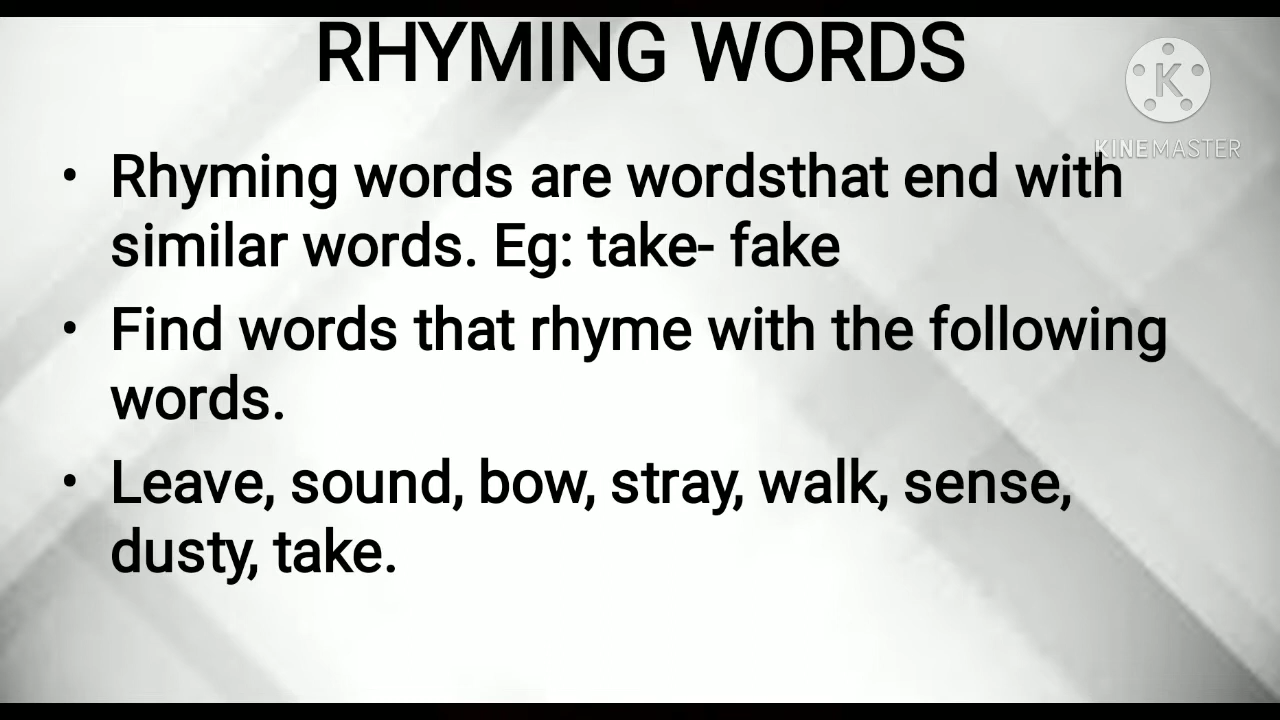 RHYMING WORDS
KINEMASTER
• Rhyming words are wordsthat end with
similar words. Eg: take- fake
• Find words that rhyme with the following
words.
• Leave, sound, bow, stray, walk, sense,
dusty, take.